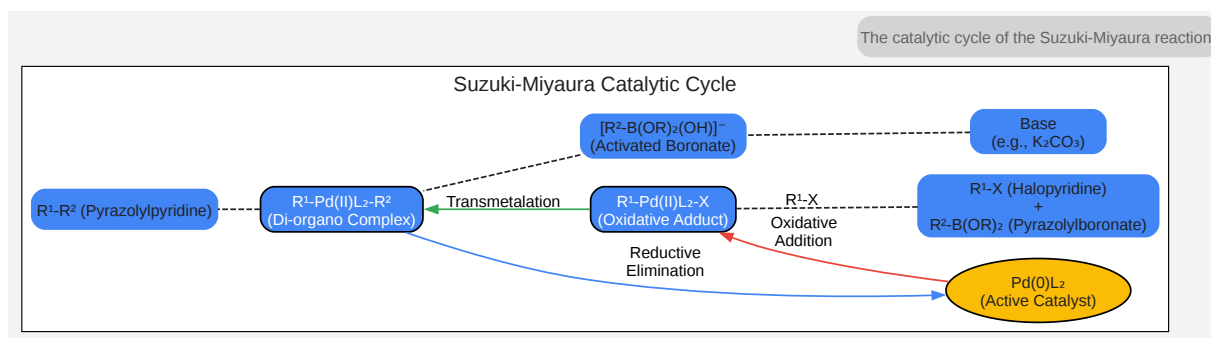 The catalytic cycle of the Suzuki-Miyaura reaction
Suzuki-Miyaura Catalytic Cycle
[R²-B(OR)₂(OH)]⁻
(Activated Boronate)
Base
(e.g., K₂CO₃)
R¹-R² (Pyrazolylpyridine)
R¹-Pd(II)L₂-R²
(Di-organo Complex)
Transmetalation
R¹-Pd(II)L₂-X
(Oxidative Adduct)
R¹-X
R¹-X (Halopyridine)
+
R²-B(OR)₂ (Pyrazolylboronate)
Oxidative
Addition
Reductive
Elimination
Pd(0)L₂
(Active Catalyst)